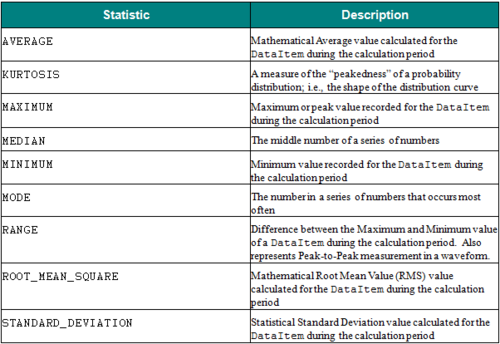 Statistic Description
AVERAGE Mathematical Average value calculated for the
DataItem during the calculation period
KURTOSIS A measure of the “peakedness” of a probability
distribution; i.e., the shape of the distribution curve
MAXIMUM Maximum or peak value recorded for the DataItem
during the calculation period
MEDIAN The middle number of a series of numbers
MINIMUM Minimum value recorded for the DataItem during
the calculation period
MODE The number in a series of numbers that occurs most
often
RANGE Difference between the Maximum and Minimum value
of a DataItem during the calculation period. Also
represents Peak-to-Peak measurement in a waveform.
ROOT_MEAN_SQUARE Mathematical Root Mean Value (RMS) value
calculated for the DataItem during the calculation
period
STANDARD_DEVIATION Statistical Standard Deviation value calculated for the
DataItem during the calculation period